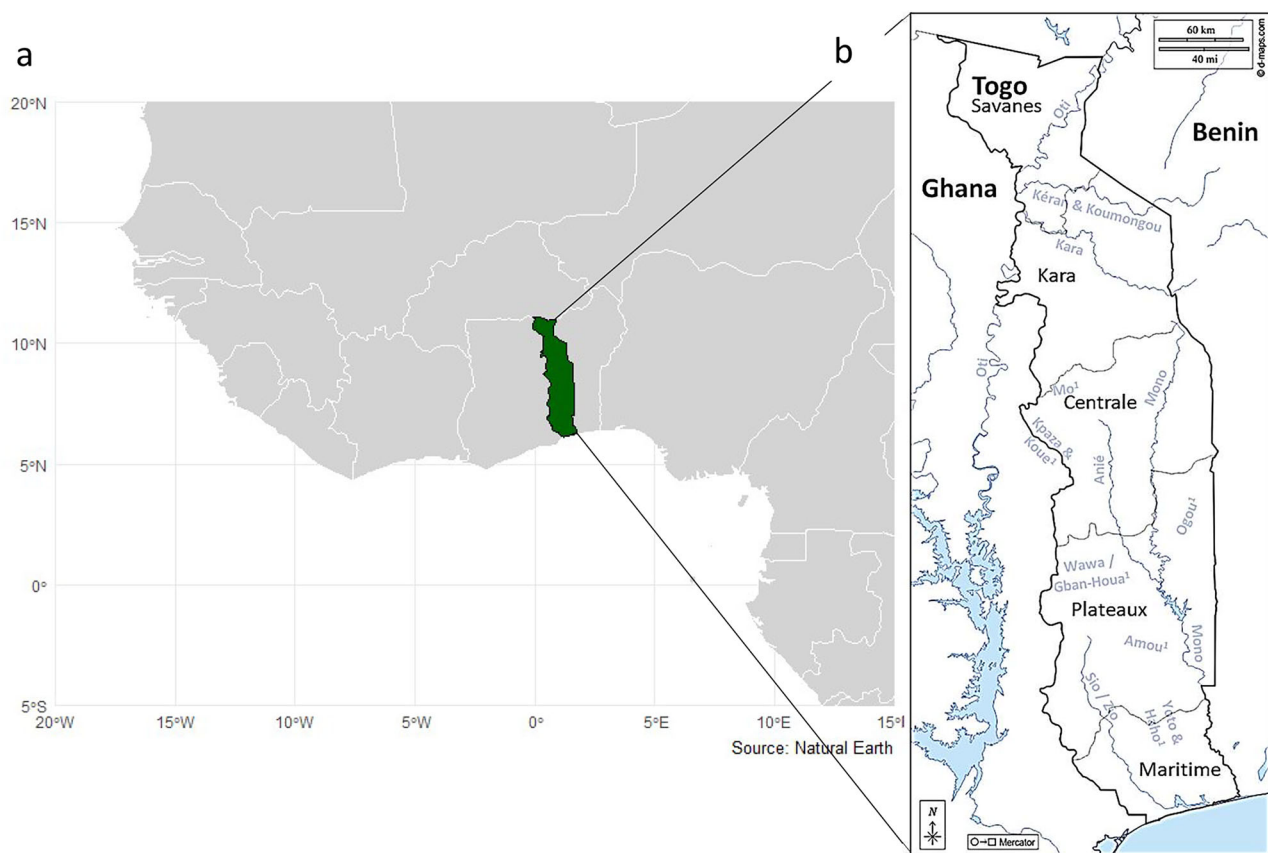 a
20°N
15°N
10°N
5°N
0°
5°S
20°W
15°W
10°W
5°W
0°
5°E
10°E
Source: Natural Earth
b
60 km
40 mi
© d-maps.com
Togo
Savanes
Oti
Benin
Ghana
Kéran & Koumongou
Kara
Kara
Oti
Mo¹
Centrale
Mono
Kpaza &
Koue¹
Anié
Ogou¹
Wawa /
Gban-Houa¹
Plateaux
Amou¹
Mono
Sio / Zio
Yoto &
Haho¹
Maritime
N
Mercator